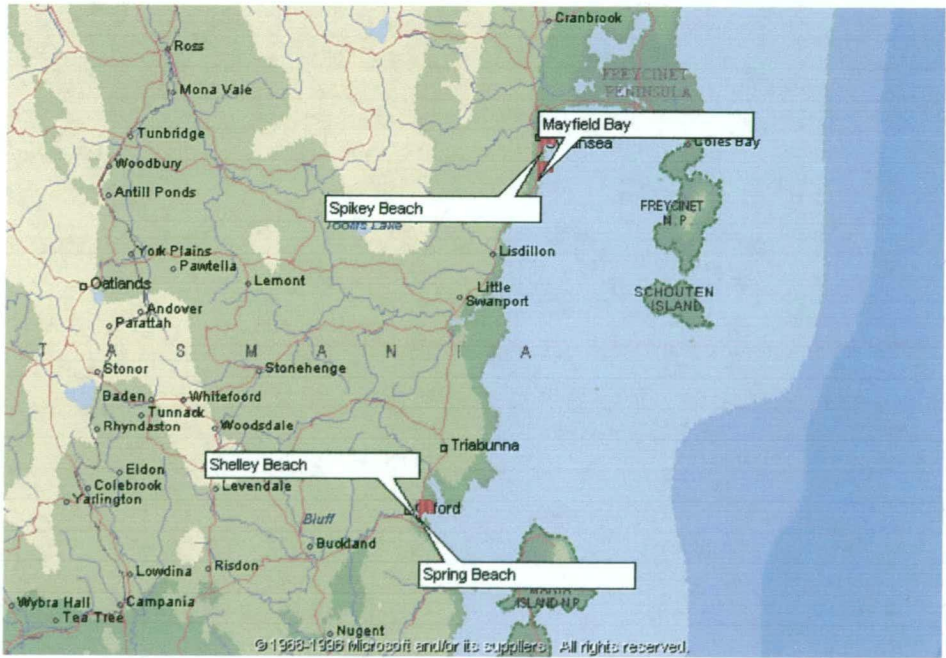 Cranbrook
Ross
FREYCINET
PENINSULA
Mona Vale
Mayfield Bay
Tunbridge
Coles Bay
Woodbury
Antill Ponds
Spikey Beach
FREYCINET
N.P.
York Plains
Lisdillon
Pawtella
Lemont
Oatlands
Little
Swanport
SCHOUTEN
ISLAND
Andover
Parattah
T A S M A N I A
Stonor
Stonehenge
Baden
Whitefoord
Tunnack
Rhyndaston
Woodsdale
Triabunna
Shelley Beach
Eldon
Colebrook
Levendale
Yarlington
Bluff
Buckland
Risdon
Lowdina
Spring Beach
ISLAND N.P.
Wybra Hall
Campania
Tea Tree
Nugent
© 1988-1996 Microsoft and/or its suppliers. All rights reserved.